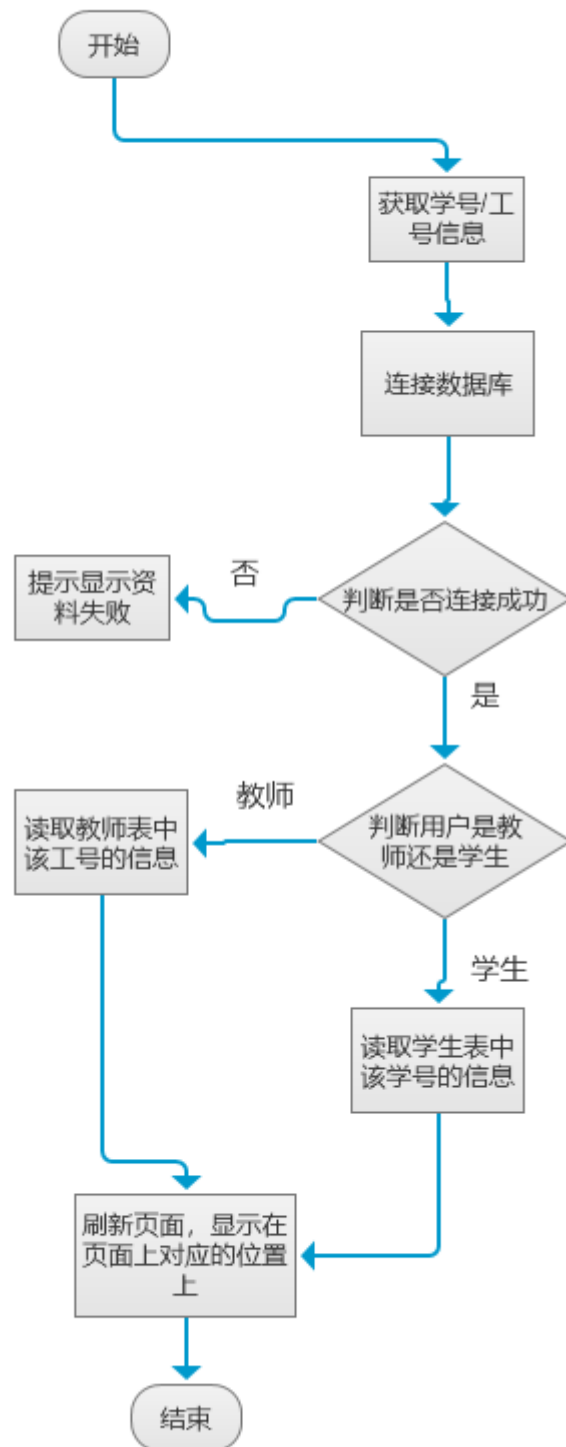 开始
获取学号/工
号信息
连接数据库
否
提示显示资
料失败
判断是否连接成功
是
教师
读取教师表中
该工号的信息
判断用户是教
师还是学生
学生
读取学生表中
该学号的信息
刷新页面，显示在
页面上对应的位置
上
结束